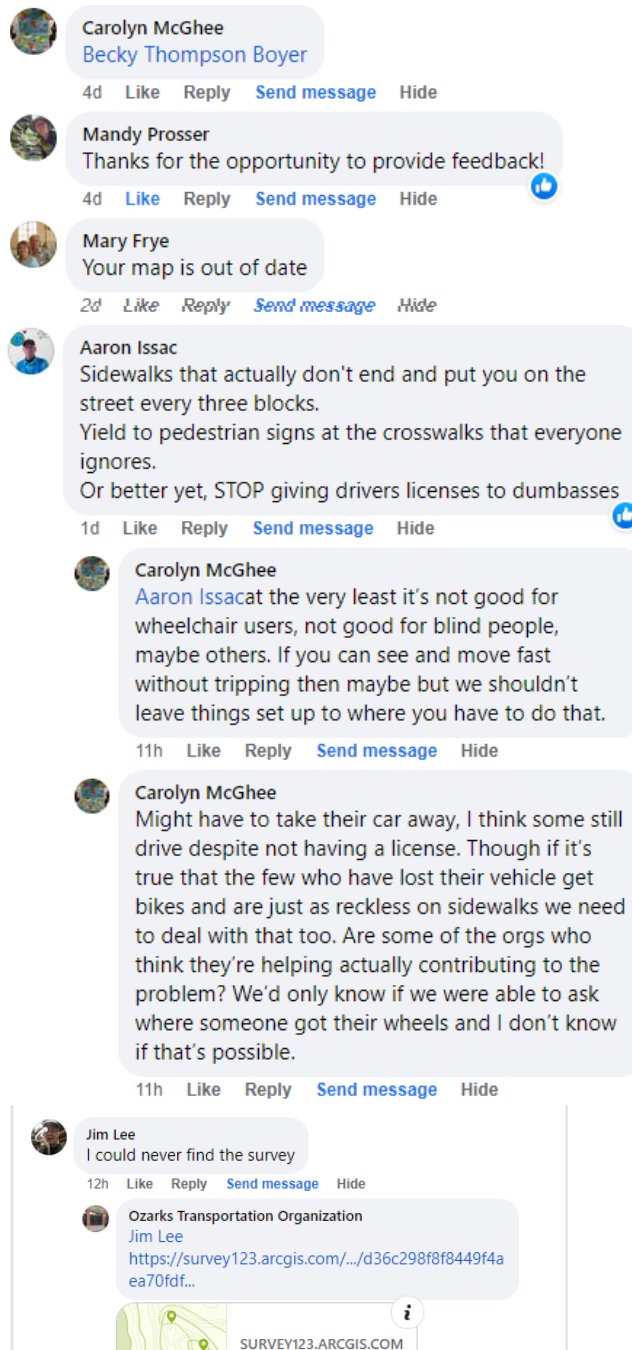 Carolyn McGhee
Becky Thompson Boyer
4d Like Reply Send message Hide
Mandy Prosser
Thanks for the opportunity to provide feedback!
4d Like Reply Send message Hide
Mary Frye
Your map is out of date
2d Like Reply Send message Hide
Aaron Issac
Sidewalks that actually don't end and put you on the
street every three blocks.
Yield to pedestrian signs at the crosswalks that everyone
ignores.
Or better yet, STOP giving drivers licenses to dumbasses
1d Like Reply Send message Hide
Carolyn McGhee
Aaron Issacat the very least it's not good for
wheelchair users, not good for blind people,
maybe others. If you can see and move fast
without tripping then maybe but we shouldn't
leave things set up to where you have to do that.
11h Like Reply Send message Hide
Carolyn McGhee
Might have to take their car away, I think some still
drive despite not having a license. Though if it's
true that the few who have lost their vehicle get
bikes and are just as reckless on sidewalks we need
to deal with that too. Are some of the orgs who
think they're helping actually contributing to the
problem? We'd only know if we were able to ask
where someone got their wheels and I don't know
if that's possible.
11h Like Reply Send message Hide
Jim Lee
I could never find the survey
12h Like Reply Send message Hide
Ozarks Transportation Organization
Jim Lee
https://survey123.arcgis.com/.../d36c298f8f8449f4a
ea70fdf...
i
SURVEY123.ARCGIS.COM